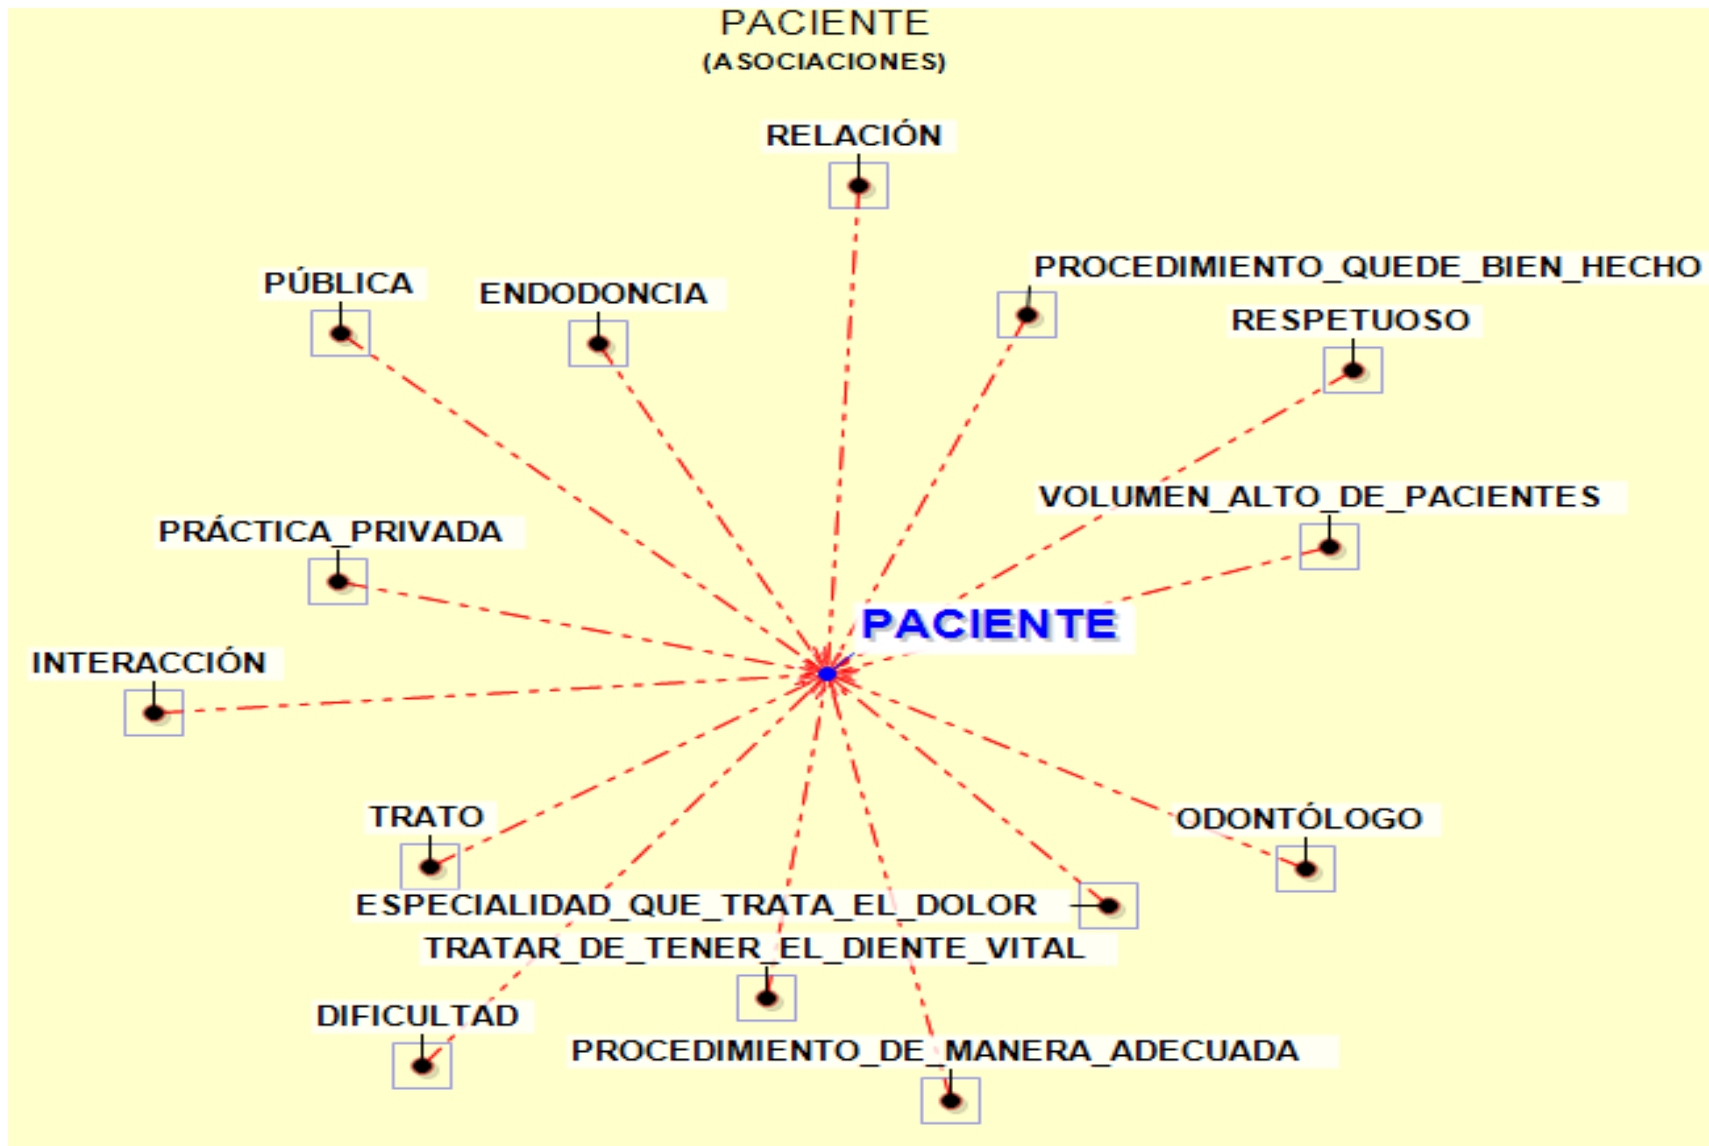 PACIENTE
(ASOCIACIONES)
RELACIÓN
PROCEDIMIENTO_QUEDE_BIEN_HECHO
PÚBLICA
ENDODONCIA
RESPETUOSO
VOLUMEN_ALTO_DE_PACIENTES
PRÁCTICA_PRIVADA
PACIENTE
INTERACCIÓN
TRATO
ODONTÓLOGO
ESPECIALIDAD_QUE_TRATA_EL_DOLOR
TRATAR_DE_TENER_EL_DIENTE_VITAL
DIFICULTAD
PROCEDIMIENTO_DE_MANERA_ADECUADA